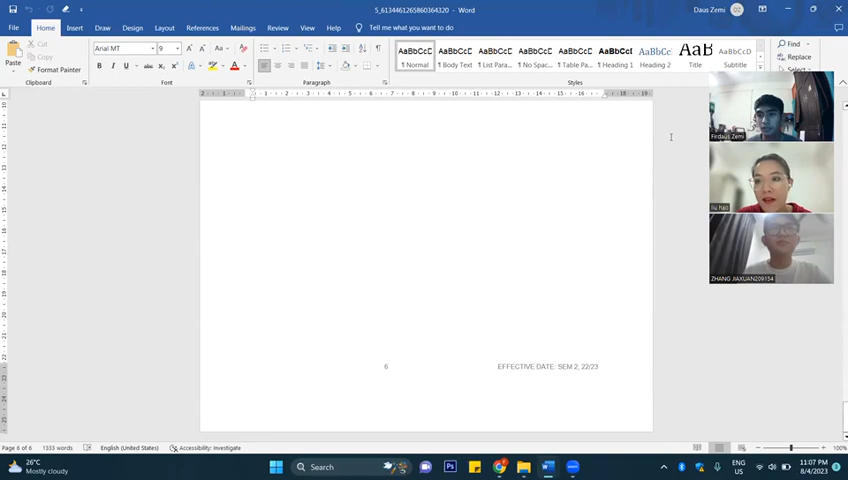 5_6134461265860364320 - Word
Daus Zemi
DZ
File
Home
Insert
Draw
Design
Layout
References
Mailings
Review
View
Help
Tell me what you want to do
Cut
Copy
Format Painter
Paste
Clipboard
Arial MT
9
Font
Paragraph
AaBbCcD AaBbCcD AaBbCcD AaBbCcD AaBbCcD AaBbCcI AaBbCc AaB AaBbCcD
¶ Normal ¶ Body Text ¶ List Para... ¶ No Spac... ¶ Table Pa... ¶ Heading 1 Heading 2 Title Subtitle
Styles
Find
Replace
Select
Firdaus Zemi
liu hao
ZHANG JIAXUAN209154
6
EFFECTIVE DATE: SEM 2, 22/23
Page 6 of 6
1333 words
English (United States)
Accessibility: Investigate
100%
26°C
Mostly cloudy
Search
ENG
US
11:07 PM
8/4/2023